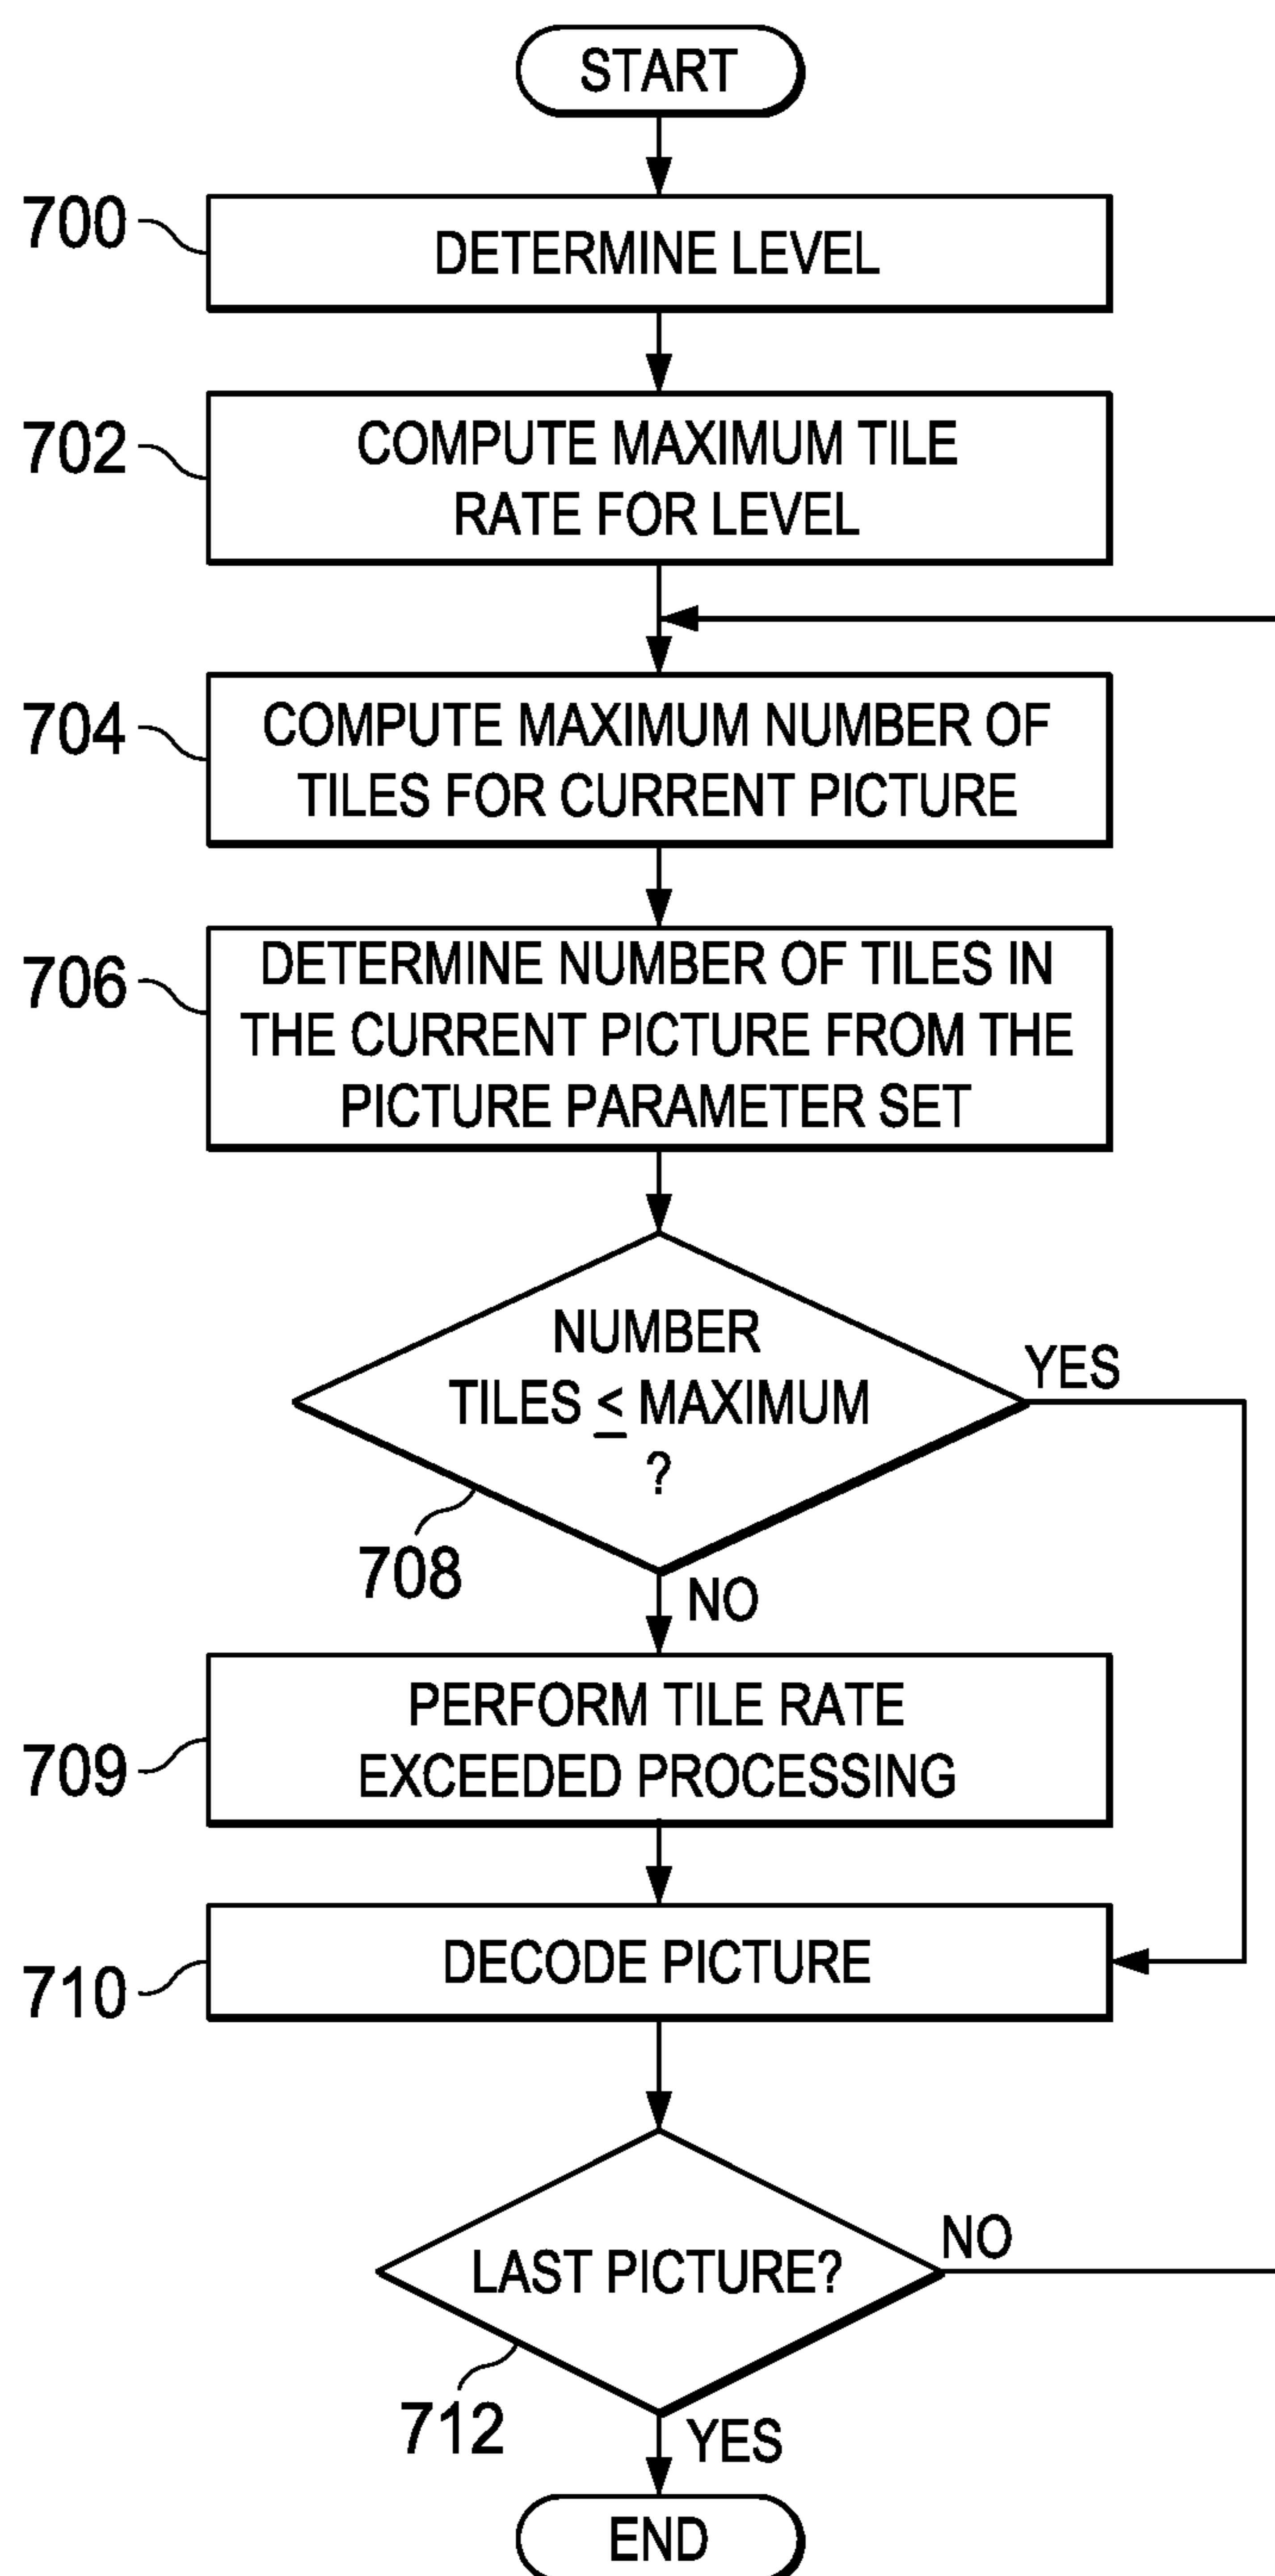 START
700
DETERMINE LEVEL
702
COMPUTE MAXIMUM TILE
RATE FOR LEVEL
704
COMPUTE MAXIMUM NUMBER OF
TILES FOR CURRENT PICTURE
706
DETERMINE NUMBER OF TILES IN
THE CURRENT PICTURE FROM THE
PICTURE PARAMETER SET
NUMBER
TILES ≤ MAXIMUM
?
YES
708
NO
709
PERFORM TILE RATE
EXCEEDED PROCESSING
710
DECODE PICTURE
LAST PICTURE?
NO
712
YES
END